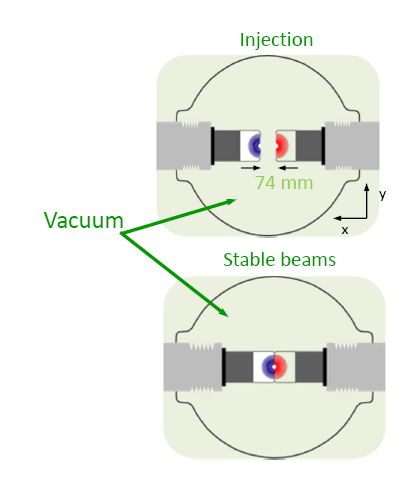 Injection
74 mm
y
x
Vacuum
Stable beams